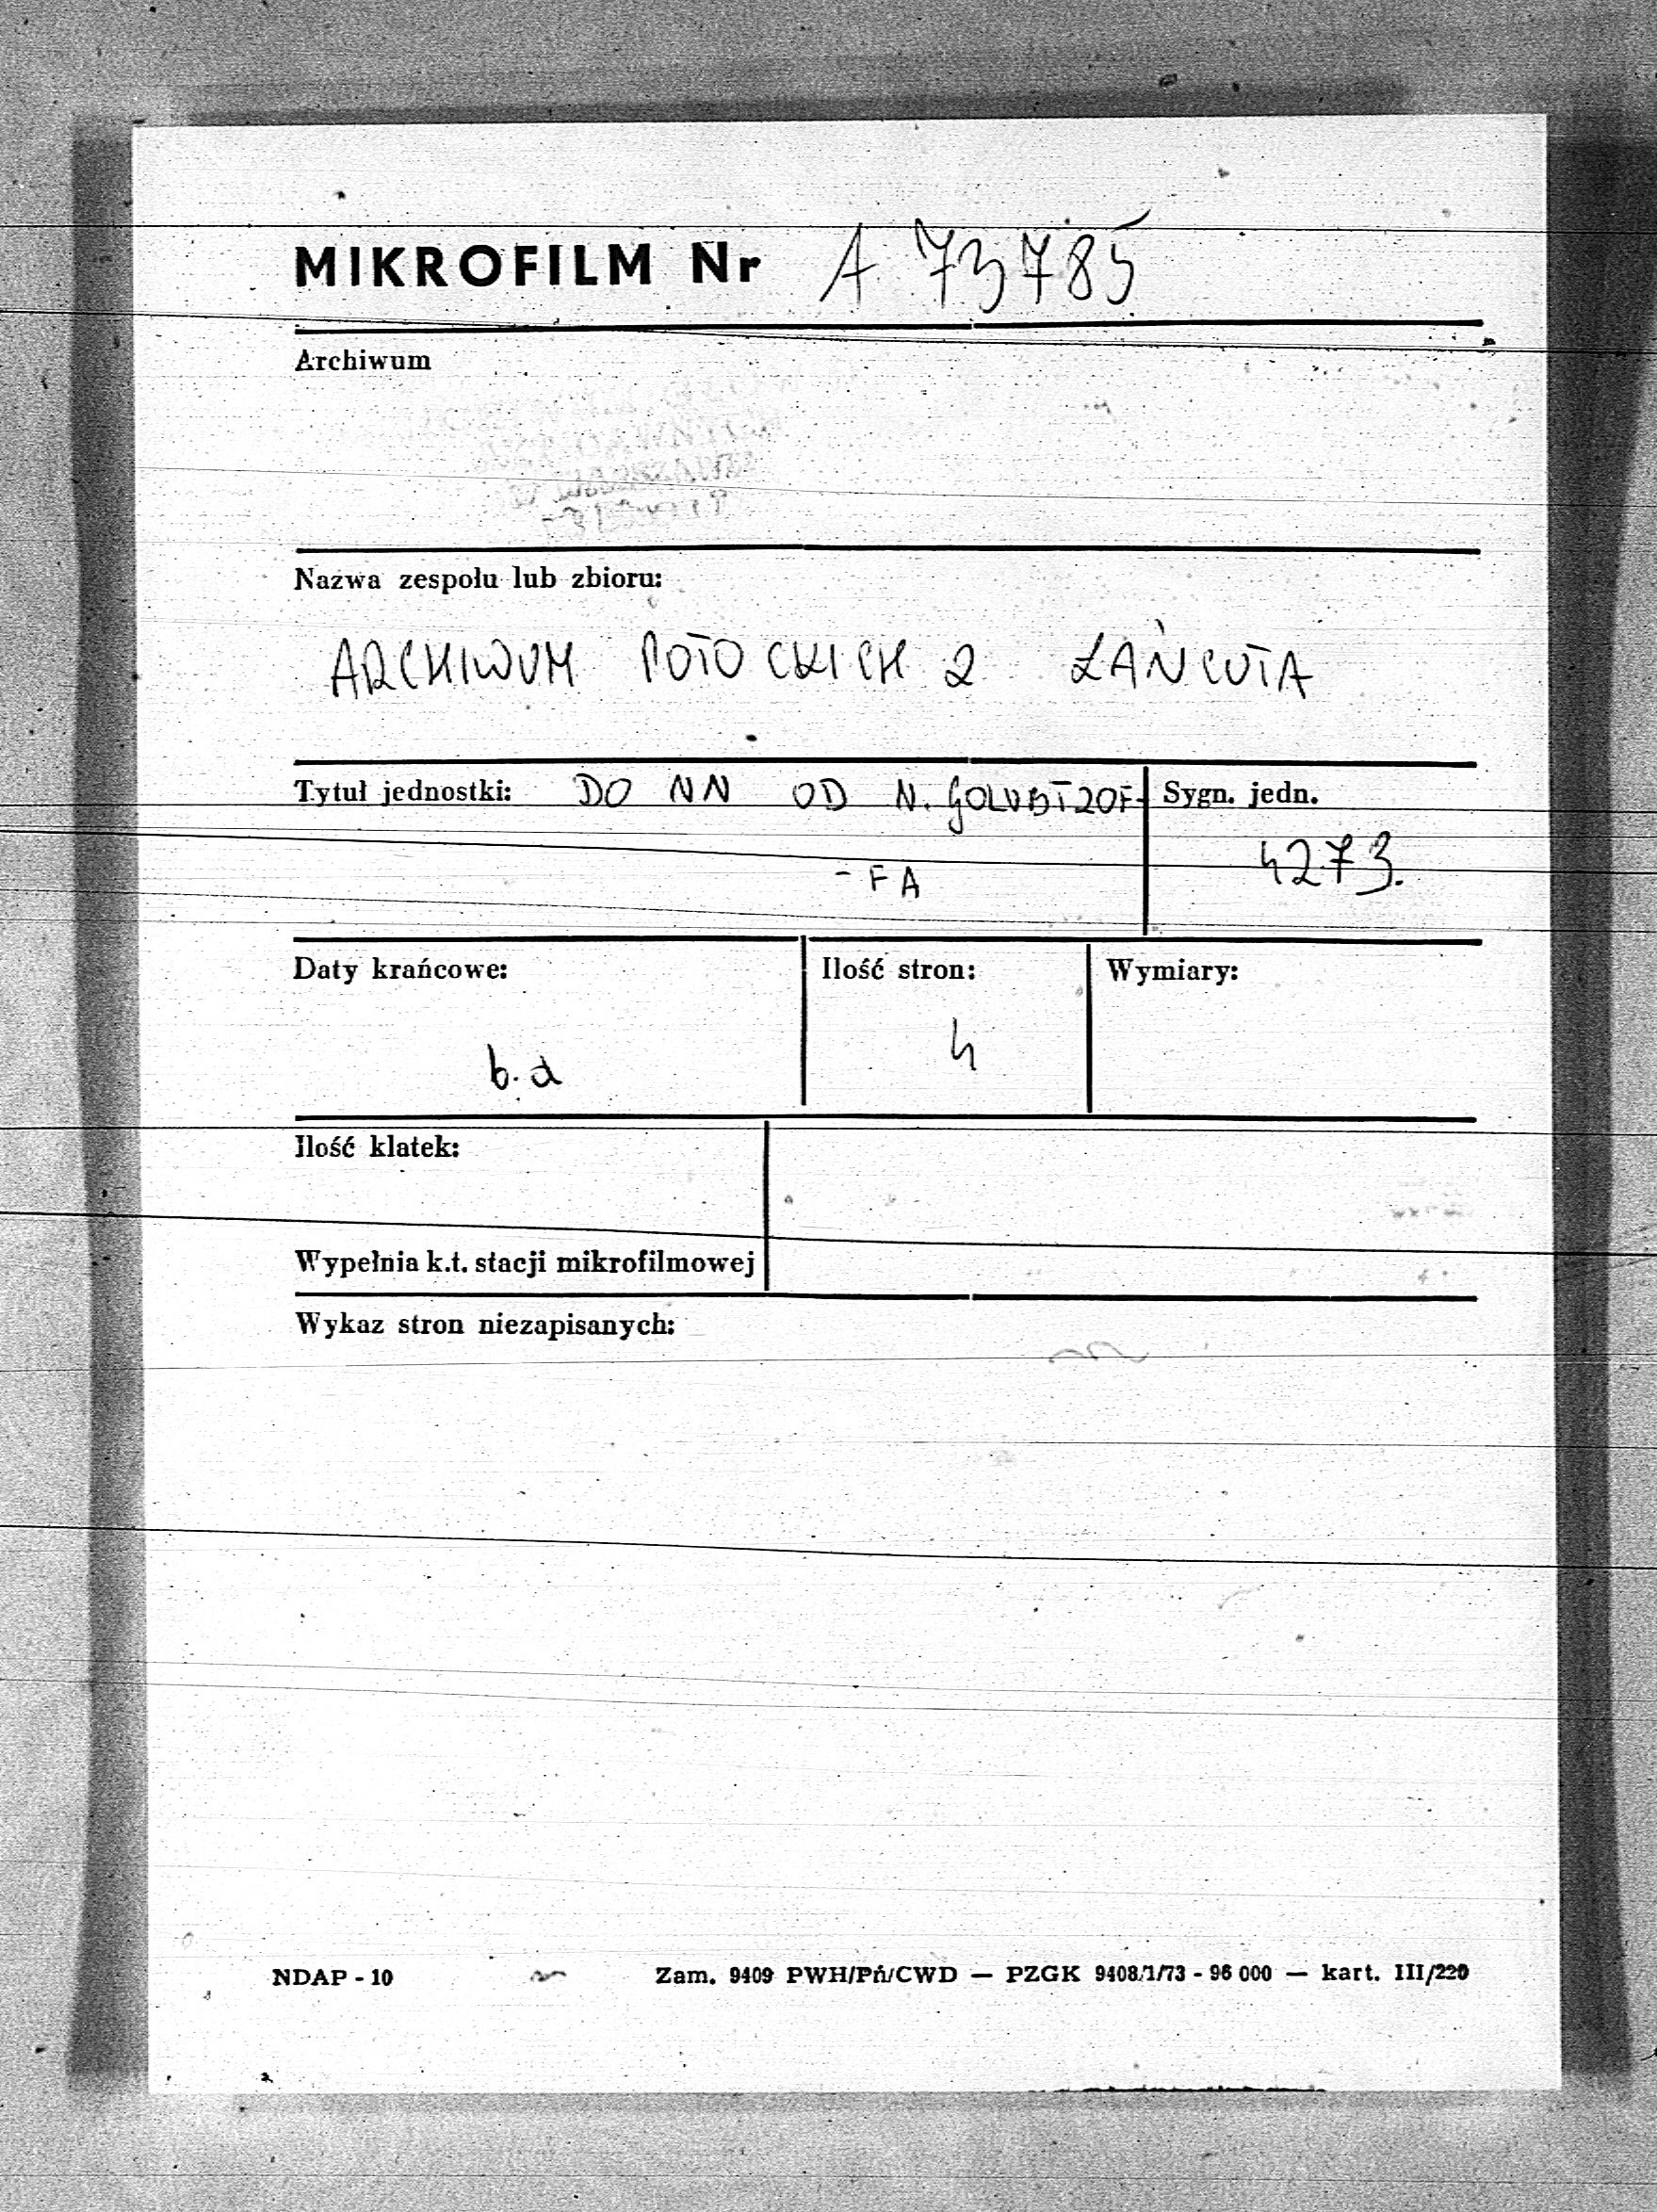 MIKROFILM Nr A 73785
Archiwum
Nazwa zespołu lub zbioru:
ARCHIWUM POTOCKICH Z ŁAŃCUTA
Tytuł jednostki: DO NN OD N. GOLUBTZOF-
-FA
Sygn. jedn.
4273.
Daty krańcowe:
b.d
Ilość stron:
4
Wymiary:
Ilość klatek:
Wypełnia k.t. stacji mikrofilmowej
Wykaz stron niezapisanych:
NDAP - 10
Zam. 9409 PWH/Pń/CWD — PZGK 9408/1/73 - 96 000 — kart. III/220